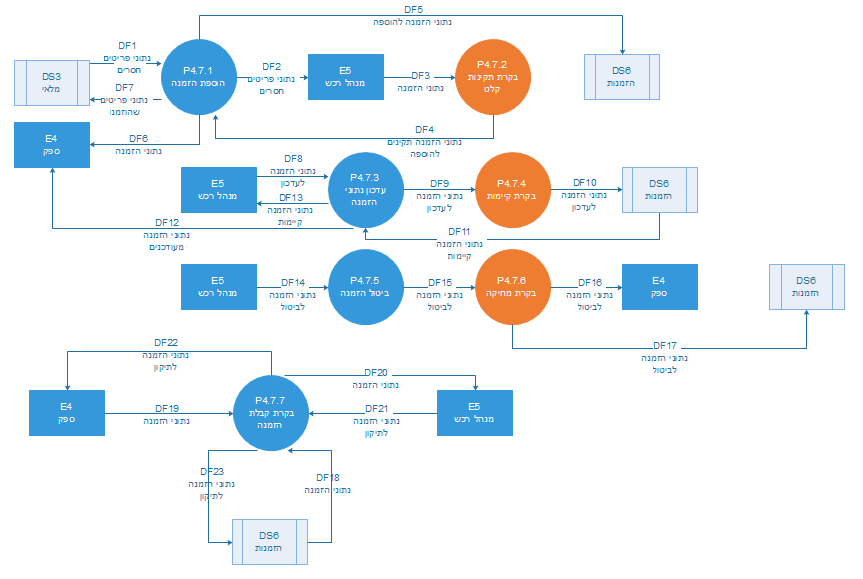 DF5
נתוני הזמנה להוספה
DS3
מלאי
DF1
נתוני פריטים
חסרים
DF7
נתוני פריטים
שהוזמנו
P4.7.1
הוספת הזמנה
DF2
נתוני פריטים
חסרים
E5
מנהל רכש
DF3
נתוני הזמנה
P4.7.2
בקרת תקינות
קלט
DS6
הזמנות
DF4
נתוני הזמנה תקינים
להוספה
DF6
נתוני הזמנה
E4
ספק
E5
מנהל רכש
DF8
נתוני הזמנה
לעדכון
DF13
נתוני הזמנה
קיימות
P4.7.3
עדכון נתוני
הזמנה
DF9
נתוני הזמנה
לעדכון
P4.7.4
בקרת קיימות
DF10
נתוני הזמנה
לעדכון
DS6
הזמנות
DF12
נתוני הזמנה
מעודכנים
DF11
נתוני הזמנה
קיימות
E5
מנהל רכש
DF14
נתוני הזמנה
לביטול
P4.7.5
ביטול הזמנה
DF15
נתוני הזמנה
לביטול
P4.7.6
בקרת מחיקה
DF16
נתוני הזמנה
לביטול
E4
ספק
DS6
הזמנות
DF17
נתוני הזמנה
לביטול
DF22
נתוני הזמנה
לתיקון
DF20
נתוני הזמנה
E4
ספק
DF19
נתוני הזמנה
P4.7.7
בקרת קבלת
הזמנה
DF21
נתוני הזמנה
לתיקון
E5
מנהל רכש
DF23
נתוני הזמנה
לתיקון
DF18
נתוני הזמנה
DS6
הזמנות